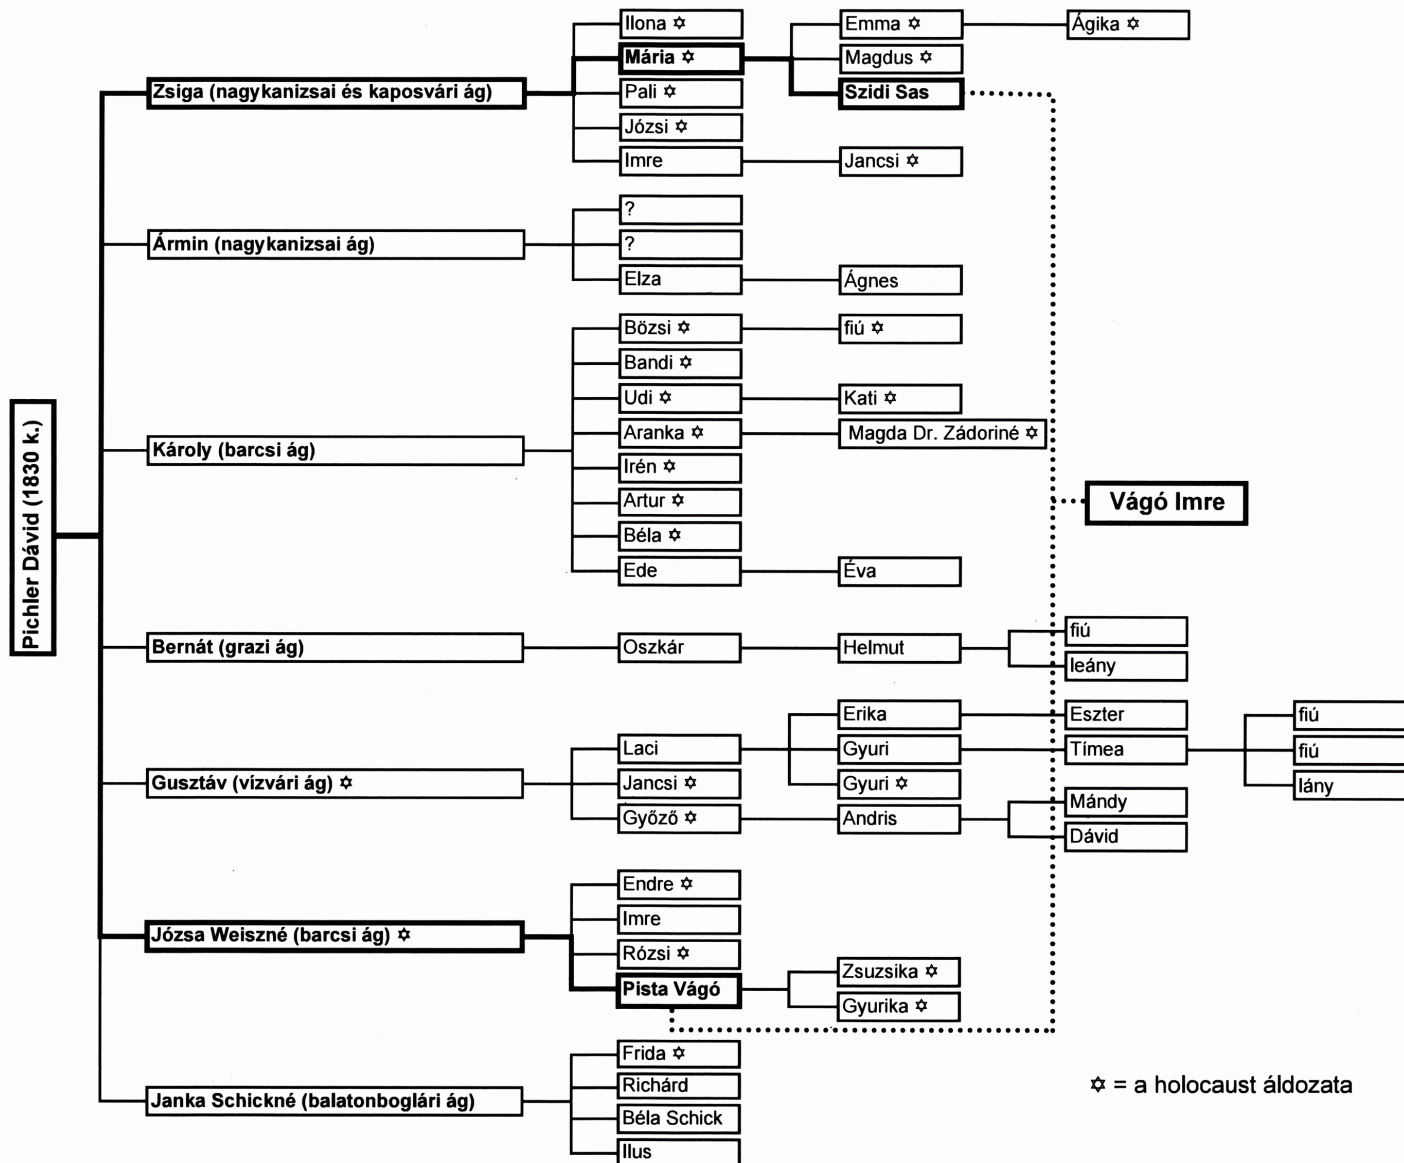 Pichler Dávid (1830 k.)
Zsiga (nagykanizsai és kaposvári ág)
Ilona ✡
Mária ✡
Emma ✡
Ágika ✡
Magdus ✡
Szidi Sas
Pali ✡
Józsi ✡
Imre
Jancsi ✡
Ármin (nagykanizsai ág)
?
?
Elza
Ágnes
Károly (barcsi ág)
Bözsi ✡
fiú ✡
Bandi ✡
Udi ✡
Kati ✡
Aranka ✡
Magda Dr. Zádoriné ✡
Irén ✡
Artur ✡
Béla ✡
Ede
Éva
Vágó Imre
Bernát (grazi ág)
Oszkár
Helmut
fiú
leány
Gusztáv (vízvári ág) ✡
Laci
Erika
Eszter
Gyuri
Tímea
fiú
fiú
lány
Gyuri ✡
Jancsi ✡
Győző ✡
Andris
Mándy
Dávid
Józsa Weiszné (barcsi ág) ✡
Endre ✡
Imre
Rózsi ✡
Pista Vágó
Zsuzsika ✡
Gyurika ✡
Janka Schickné (balatonboglári ág)
Frida ✡
Richárd
Béla Schick
Ilus
✡ = a holocaust áldozata